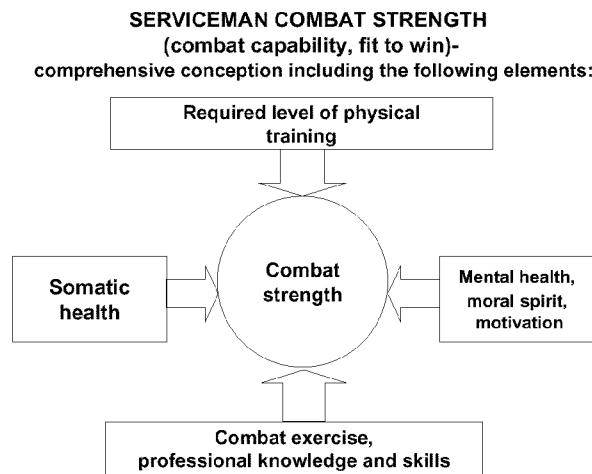 SERVICEMAN COMBAT STRENGTH
(combat capability, fit to win)-
comprehensive conception including the following elements:
Required level of physical
training
Somatic
health
Combat
strength
Mental health,
moral spirit,
motivation
Combat exercise,
professional knowledge and skills